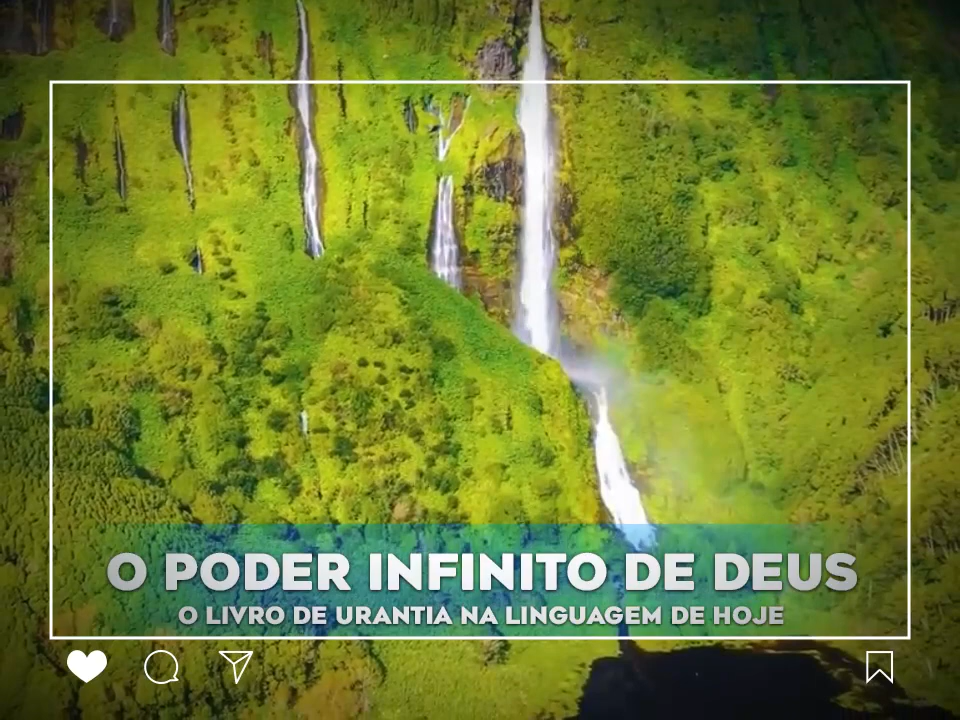 O PODER INFINITO DE DEUS
O LIVRO DE URANTIA NA LINGUAGEM DE HOJE